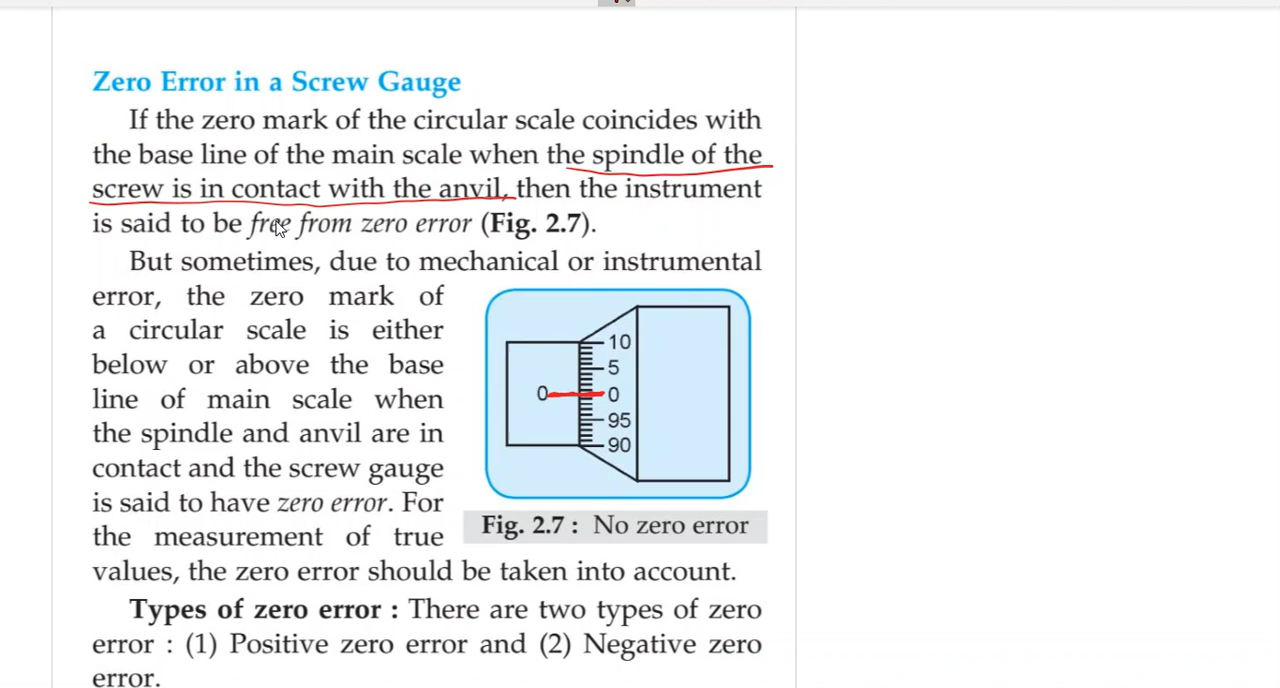 Zero Error in a Screw Gauge
If the zero mark of the circular scale coincides with
the base line of the main scale when the spindle of the
screw is in contact with the anvil, then the instrument
is said to be free from zero error (Fig. 2.7).
But sometimes, due to mechanical or instrumental
error, the zero mark of
a circular scale is either
below or above the base
line of main scale when
the spindle and anvil are in
contact and the screw gauge
is said to have zero error. For
the measurement of true
values, the zero error should be taken into account.
10
5
0 0
95
90
Fig. 2.7 : No zero error
Types of zero error : There are two types of zero
error : (1) Positive zero error and (2) Negative zero
error.